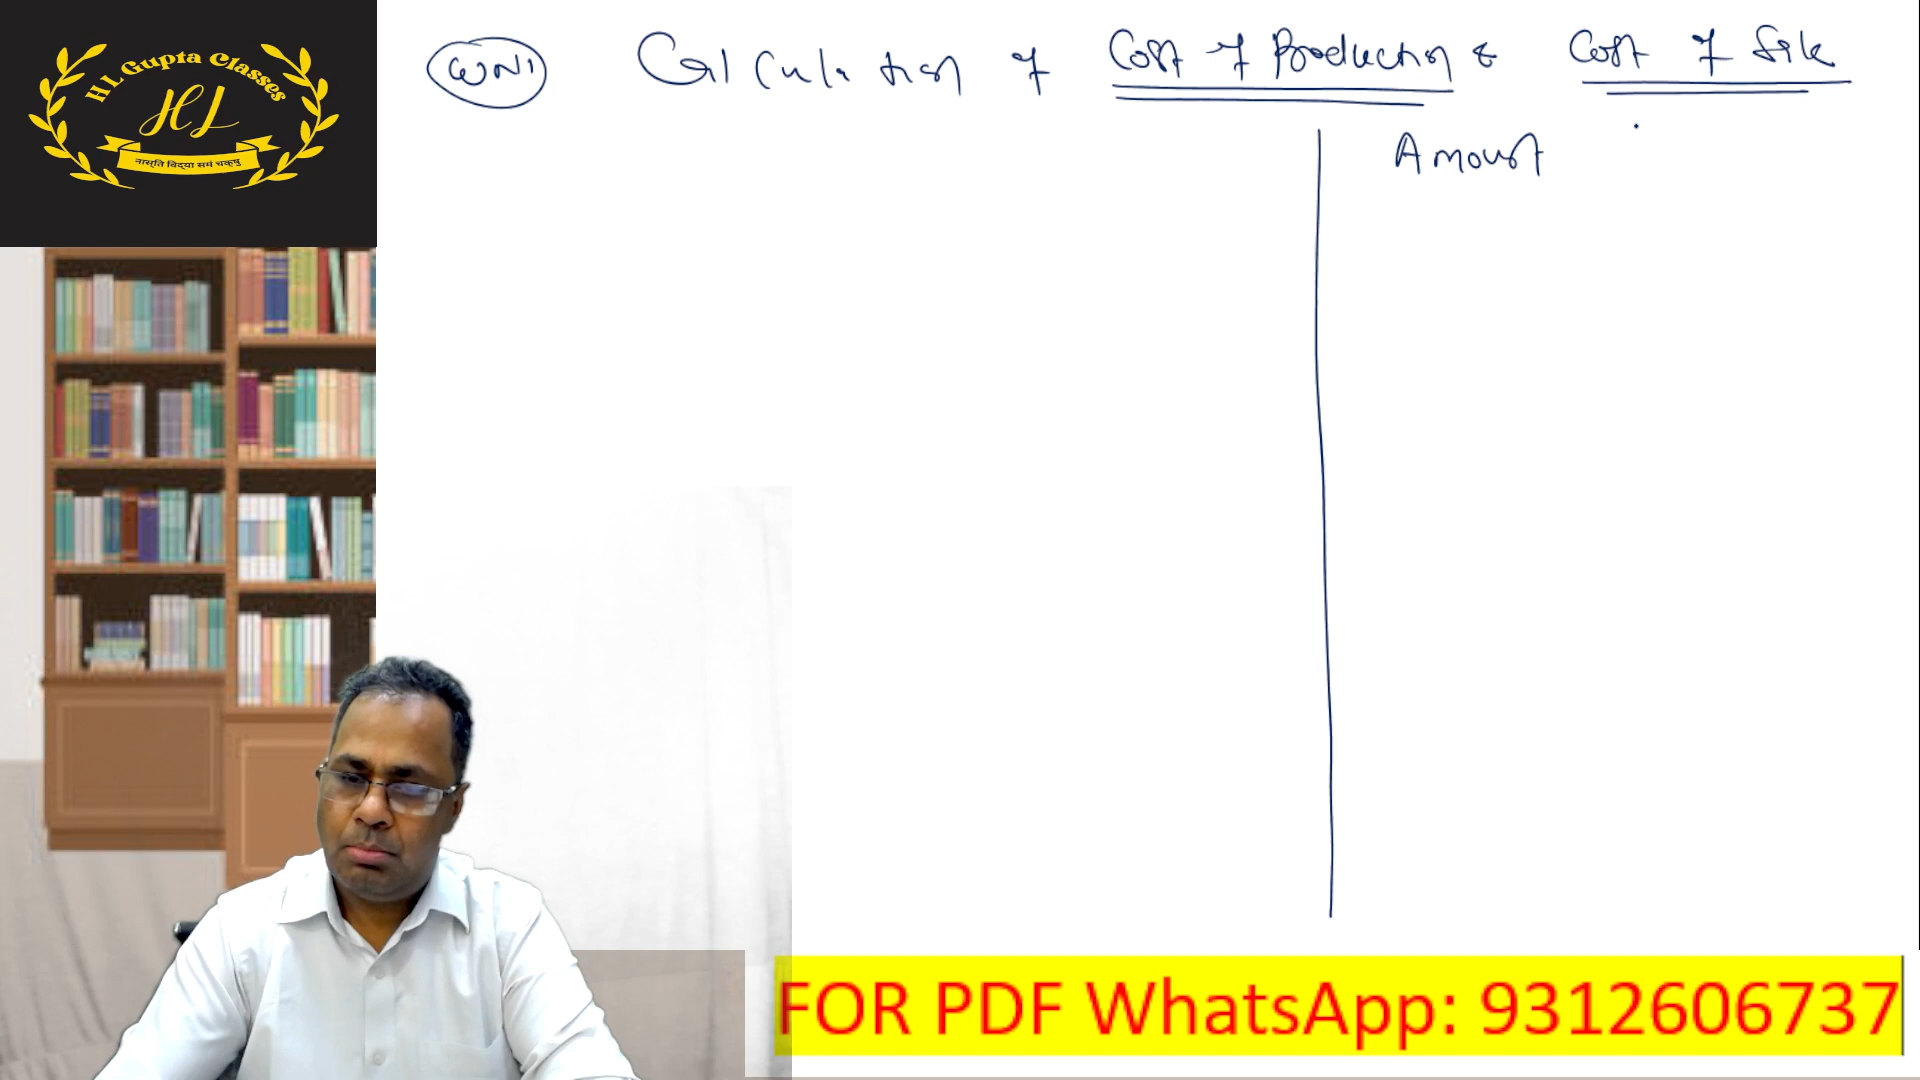 HL Gupta Classes
HL
नास्ति विद्या समं चक्षु
WN1 Calculation of Cost of Production & Cost of Sale
Amount
FOR PDF WhatsApp: 9312606737